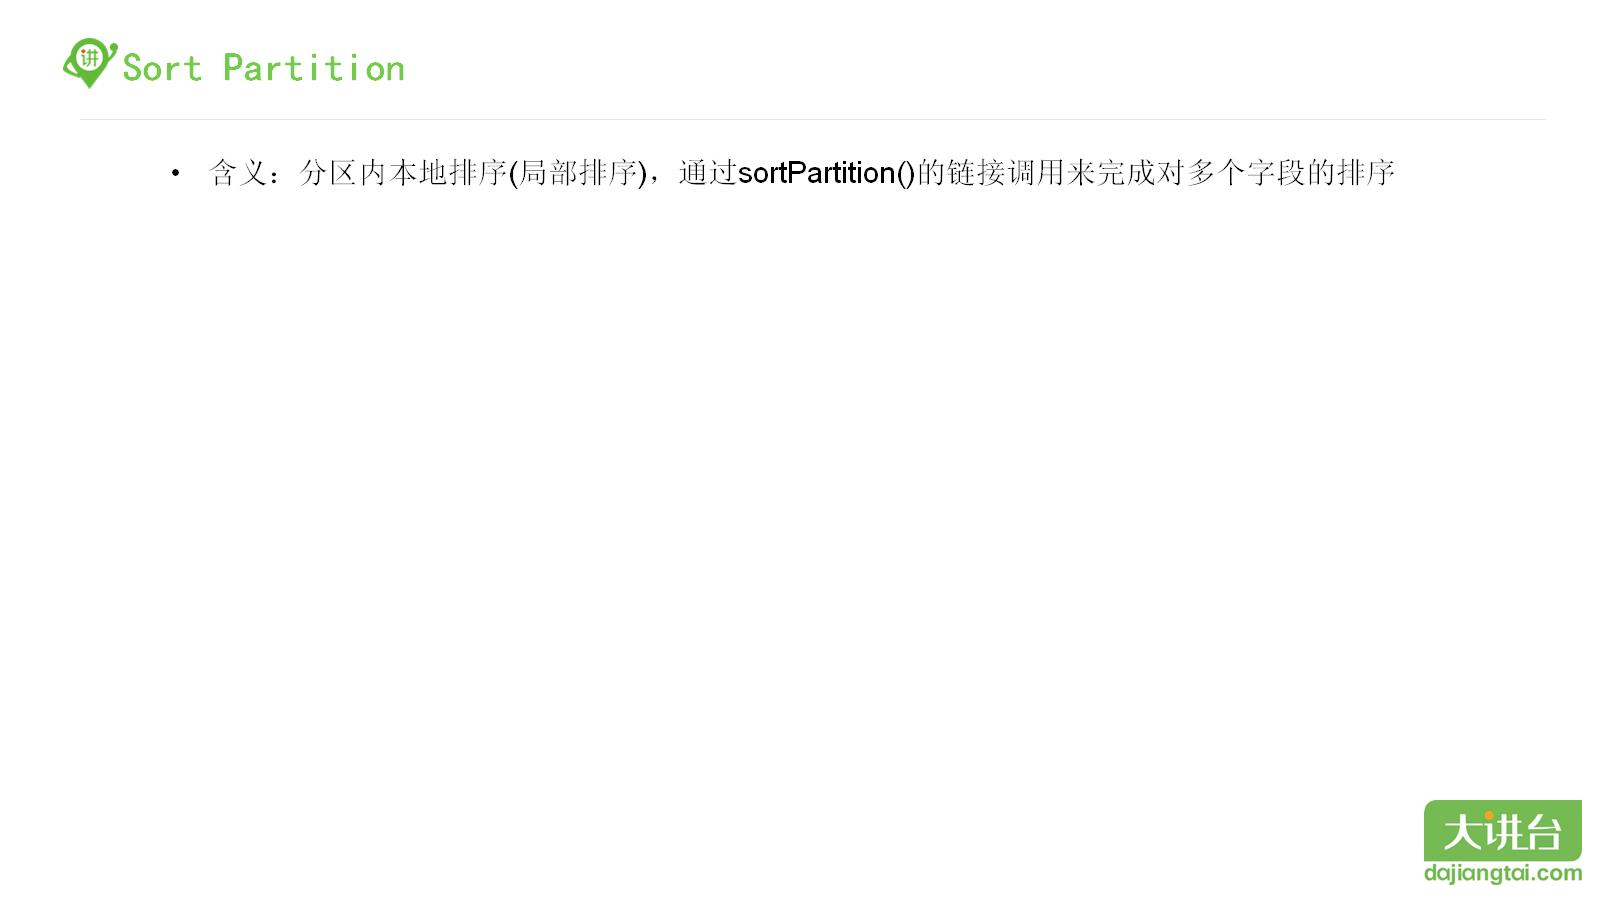 讲
Sort Partition
• 含义：分区内本地排序(局部排序)，通过sortPartition()的链接调用来完成对多个字段的排序
大讲台
dajiangtai.com